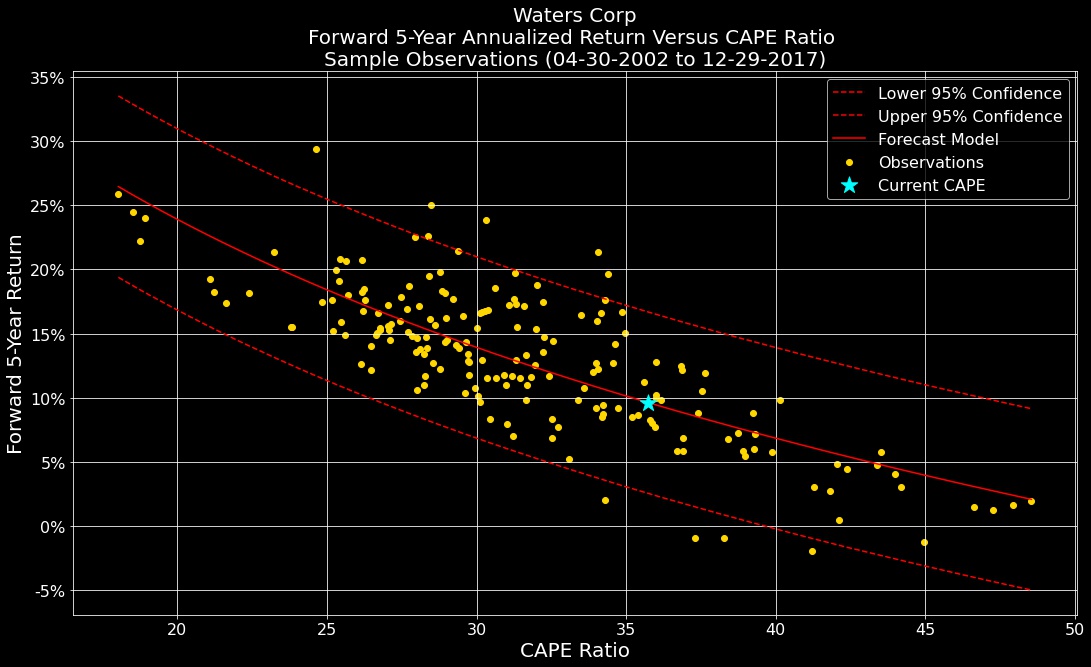 Waters Corp
Forward 5-Year Annualized Return Versus CAPE Ratio
Sample Observations (04-30-2002 to 12-29-2017)
Lower 95% Confidence
Upper 95% Confidence
Forecast Model
Observations
Current CAPE
Forward 5-Year Return
35%
30%
25%
20%
15%
10%
5%
0%
-5%
20 25 30 35 40 45 50
CAPE Ratio